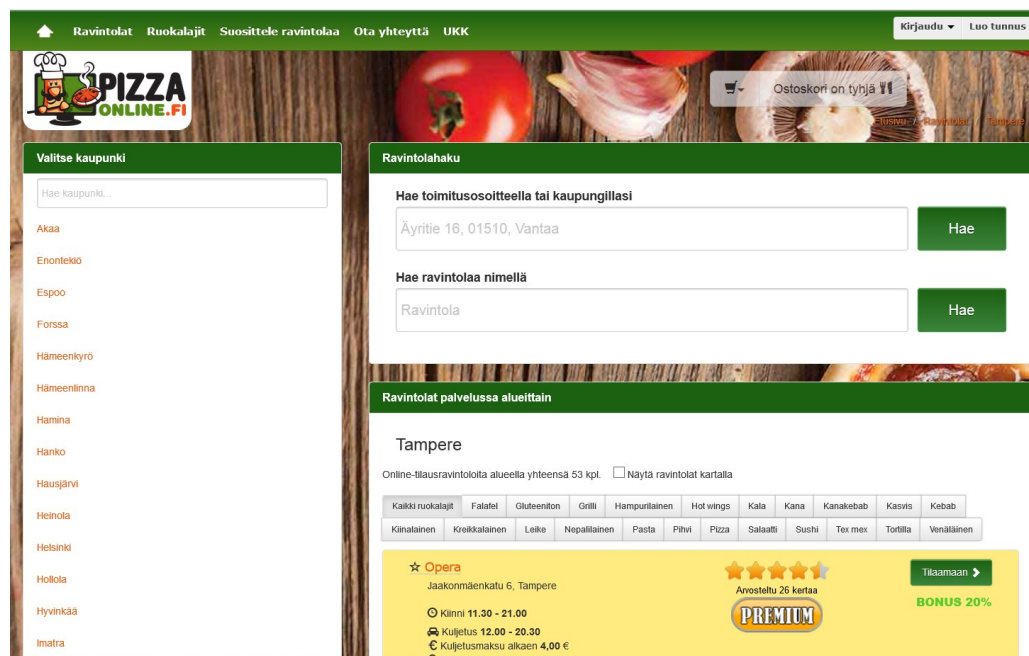 Ravintolat Ruokalajit Suosittele ravintolaa Ota yhteyttä UKK
Kirjaudu Luo tunnus
PIZZA
ONLINE.FI
Ostoskori on tyhjä
Etusivu / Ravintolat / Tampere
Valitse kaupunki
Hae kaupunki...
Akaa
Enontekiö
Espoo
Forssa
Hämeenkyrö
Hämeenlinna
Hamina
Hanko
Hausjärvi
Heinola
Helsinki
Hollola
Hyvinkää
Imatra
Ravintolahaku
Hae toimitusosoitteella tai kaupungillasi
Äyritie 16, 01510, Vantaa
Hae
Hae ravintolaa nimellä
Ravintola
Hae
Ravintolat palvelussa alueittain
Tampere
Online-tilausravintoloita alueella yhteensä 53 kpl. Näytä ravintolat kartalla
Kaikki ruokalajit Falafel Gluteeniton Grilli Hampurilainen Hot wings Kala Kana Kanakebab Kasvis Kebab
Kiinalainen Kreikkalainen Leike Nepalilainen Pasta Pihvi Pizza Salaatti Sushi Tex mex Tortilla Venäläinen
Opera
Jaakonmäenkatu 6, Tampere
Kiinni 11.30 - 21.00
Kuljetus 12.00 - 20.30
€ Kuljetusmaksu alkaen 4,00 €
Arvosteltu 26 kertaa
PREMIUM
Tilaamaan
BONUS 20%